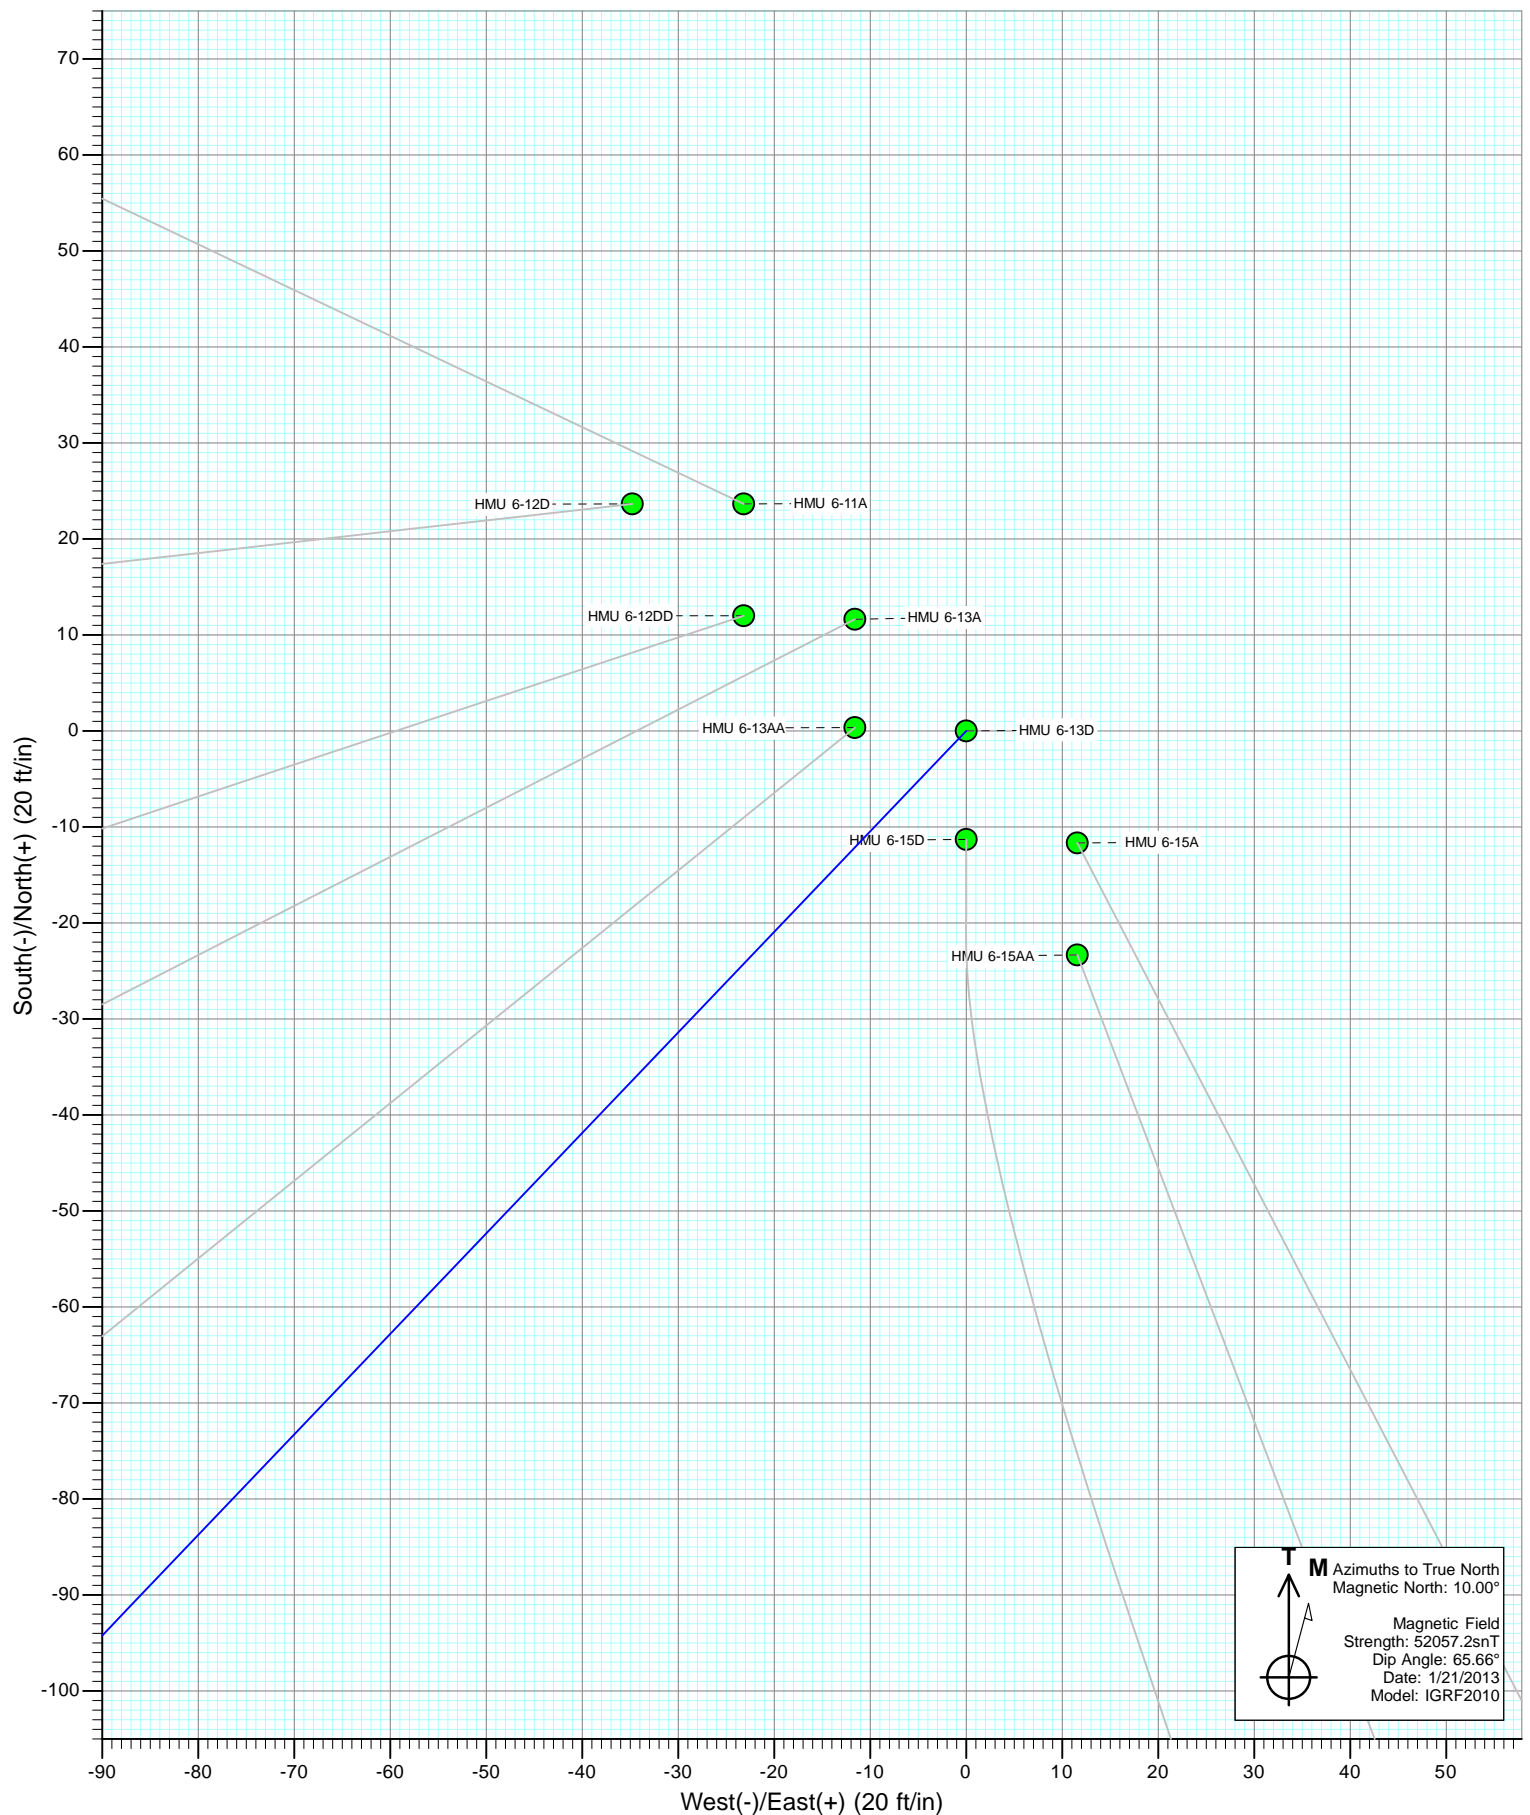 70
60
50
40
30
HMU 6-12D
HMU 6-11A
20
HMU 6-12DD
HMU 6-13A
10
HMU 6-13AA
HMU 6-13D
0
South(-)/North(+) (20 ft/in)
-10
HMU 6-15D
HMU 6-15A
-20
HMU 6-15AA
-30
-40
-50
-60
-70
-80
-90
-100
T
M
Azimuths to True North
Magnetic North: 10.00°
Magnetic Field
Strength: 52057.2snT
Dip Angle: 65.66°
Date: 1/21/2013
Model: IGRF2010
-90 -80 -70 -60 -50 -40 -30 -20 -10 0 10 20 30 40 50
West(-)/East(+) (20 ft/in)